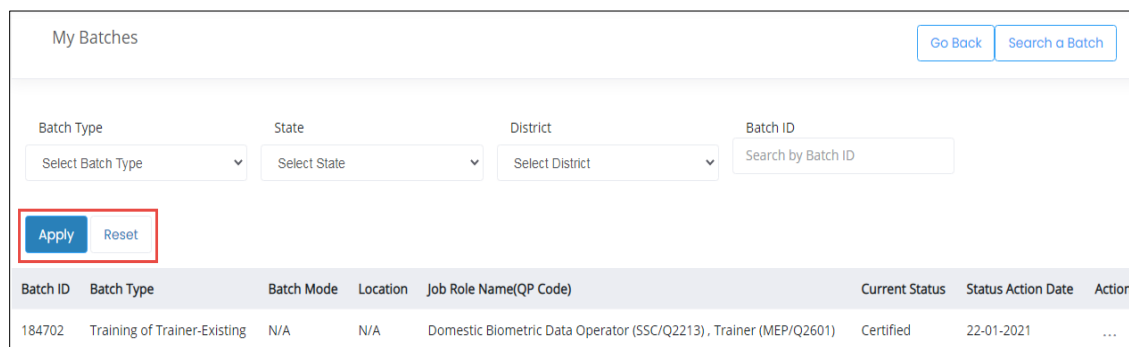 My Batches
Go Back Search a Batch
Batch Type State District Batch ID
Select Batch Type Select State Select District Search by Batch ID
Apply Reset
Batch ID Batch Type Batch Mode Location Job Role Name(QP Code) Current Status Status Action Date Action
184702 Training of Trainer-Existing N/A N/A Domestic Biometric Data Operator (SSC/Q2213) , Trainer (MEP/Q2601) Certified 22-01-2021 ...